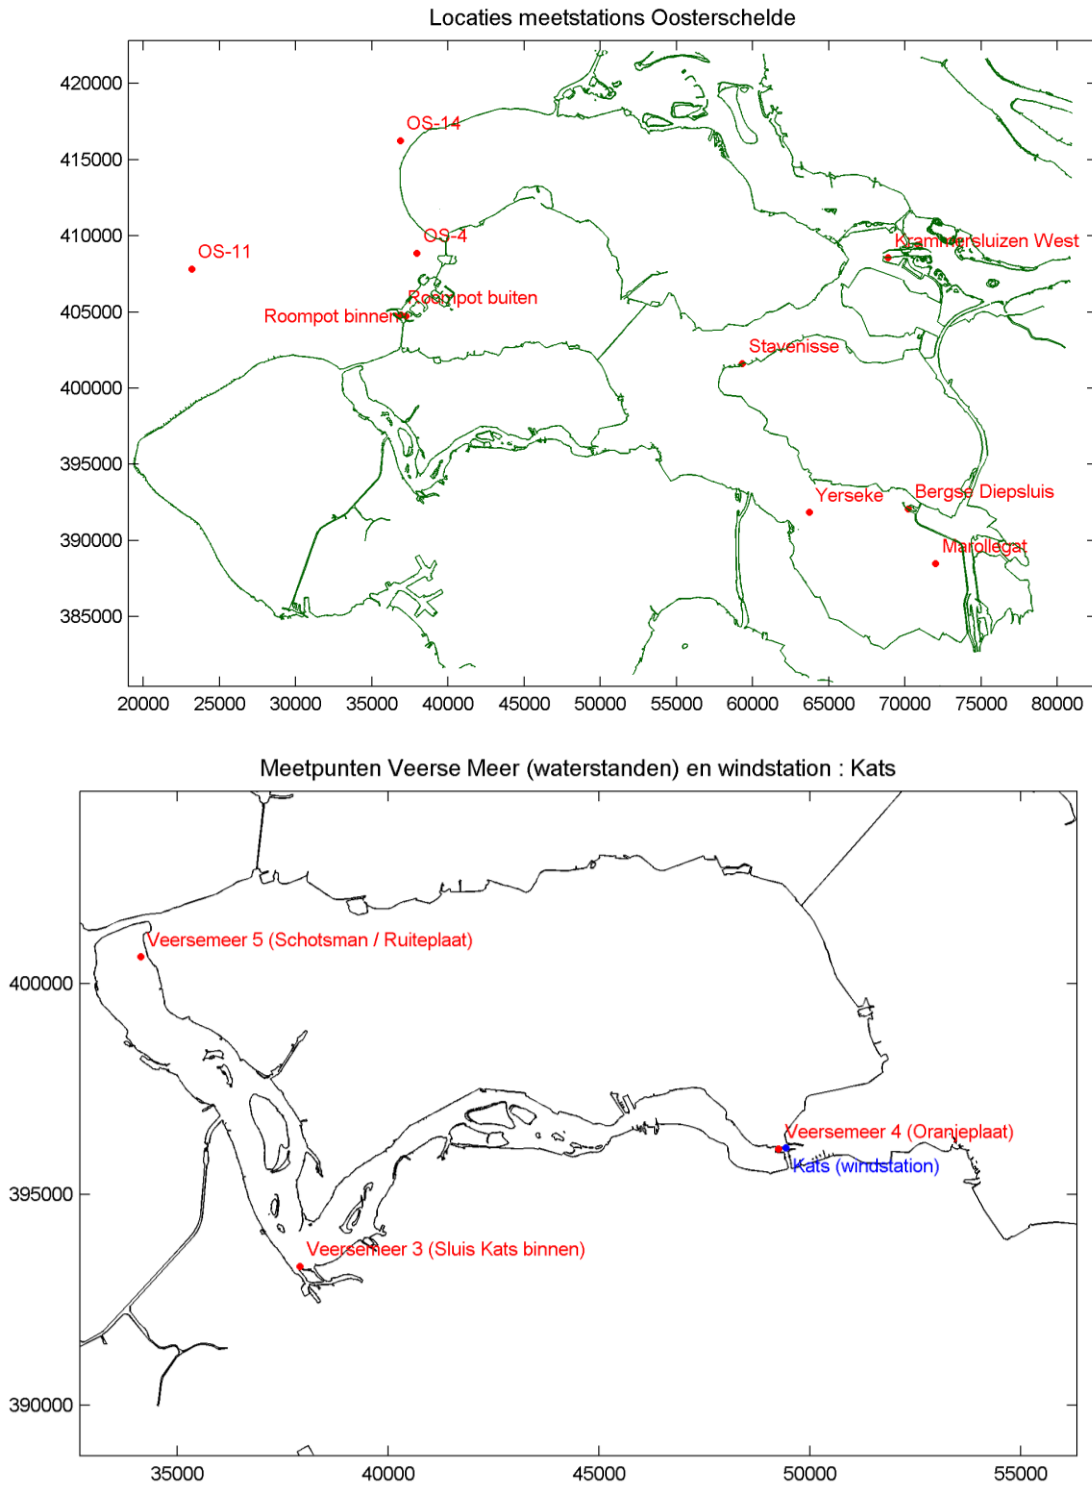 Locaties meetstations Oosterschelde
420000
415000
410000
405000
400000
395000
390000
385000
OS-14
OS-4
OS-11
Krammersluizen West
Roompot buiten
Roompot binnen
Stavenisse
Yerseke
Bergse Diepsluis
Marollegat
20000 25000 30000 35000 40000 45000 50000 55000 60000 65000 70000 75000 80000
Meetpunten Veerse Meer (waterstanden) en windstation : Kats
400000
395000
390000
Veersemeer 5 (Schotsman / Ruiteplaat)
Veersemeer 4 (Oranjeplaat)
Kats (windstation)
Veersemeer 3 (Sluis Kats binnen)
35000 40000 45000 50000 55000